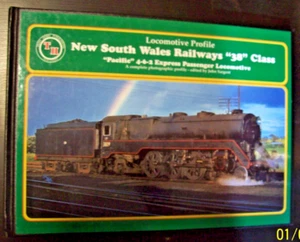 TH
Locomotive Profile
New South Wales Railways "38" Class
"Pacific" 4-6-2 Express Passenger Locomotive
A complete photographic profile - edited by John Sargent
01/0